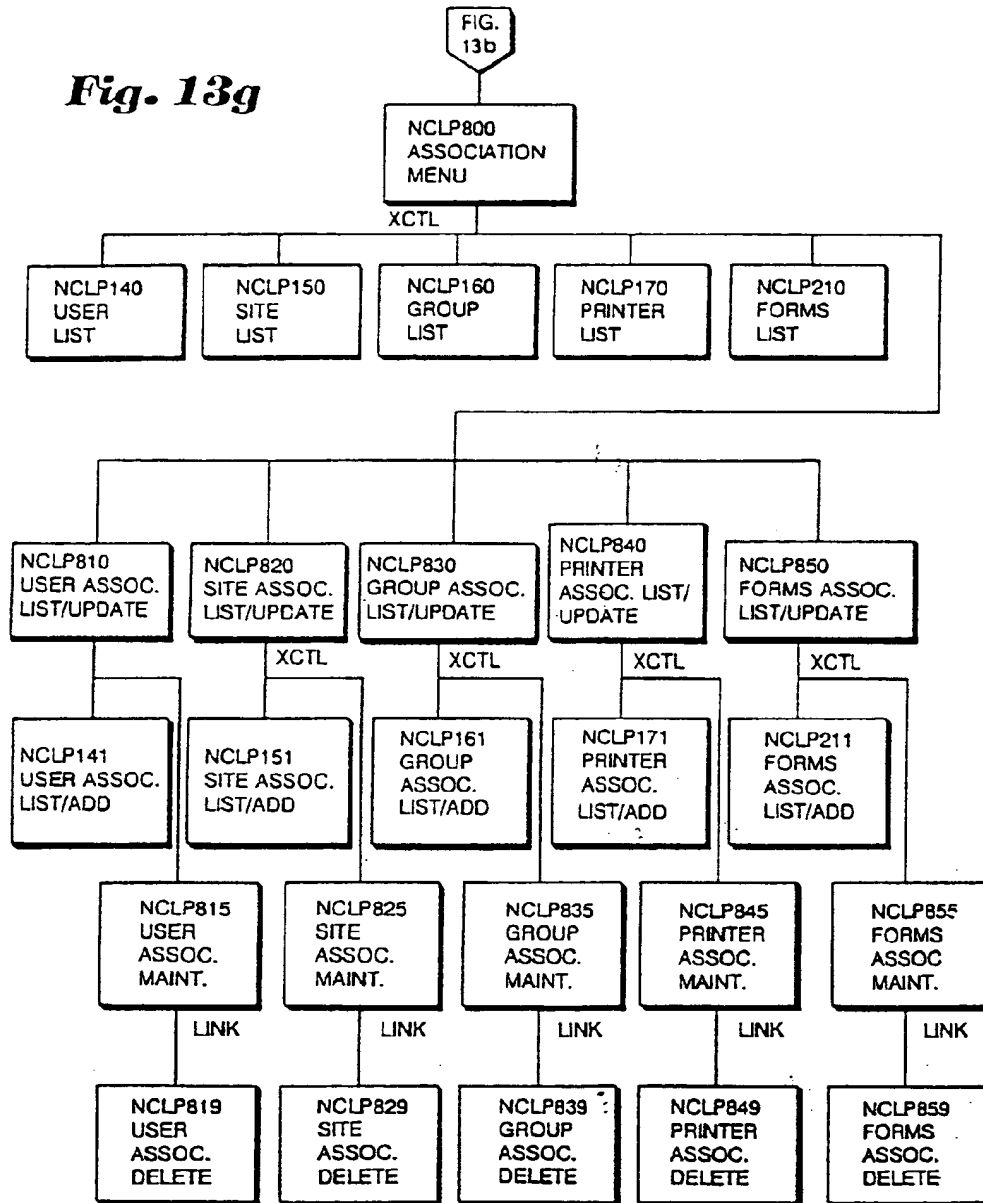 FIG.
13b
Fig. 13g
NCLP800
ASSOCIATION
MENU
XCTL
NCLP140
USER
LIST
NCLP150
SITE
LIST
NCLP160
GROUP
LIST
NCLP170
PRINTER
LIST
NCLP210
FORMS
LIST
NCLP810
USER ASSOC.
LIST/UPDATE
NCLP820
SITE ASSOC.
LIST/UPDATE
NCLP830
GROUP ASSOC.
LIST/UPDATE
NCLP840
PRINTER
ASSOC. LIST/
UPDATE
NCLP850
FORMS ASSOC.
LIST/UPDATE
XCTL
XCTL
XCTL
XCTL
NCLP141
USER ASSOC.
LIST/ADD
NCLP151
SITE ASSOC.
LIST/ADD
NCLP161
GROUP
ASSOC.
LIST/ADD
NCLP171
PRINTER
ASSOC.
LIST/ADD
NCLP211
FORMS
ASSOC.
LIST/ADD
NCLP815
USER
ASSOC.
MAINT.
NCLP825
SITE
ASSOC.
MAINT.
NCLP835
GROUP
ASSOC.
MAINT.
NCLP845
PRINTER
ASSOC.
MAINT.
NCLP855
FORMS
ASSOC
MAINT.
LINK
LINK
LINK
LINK
LINK
NCLP819
USER
ASSOC.
DELETE
NCLP829
SITE
ASSOC.
DELETE
NCLP839
GROUP
ASSOC.
DELETE
NCLP849
PRINTER
ASSOC.
DELETE
NCLP859
FORMS
ASSOC.
DELETE